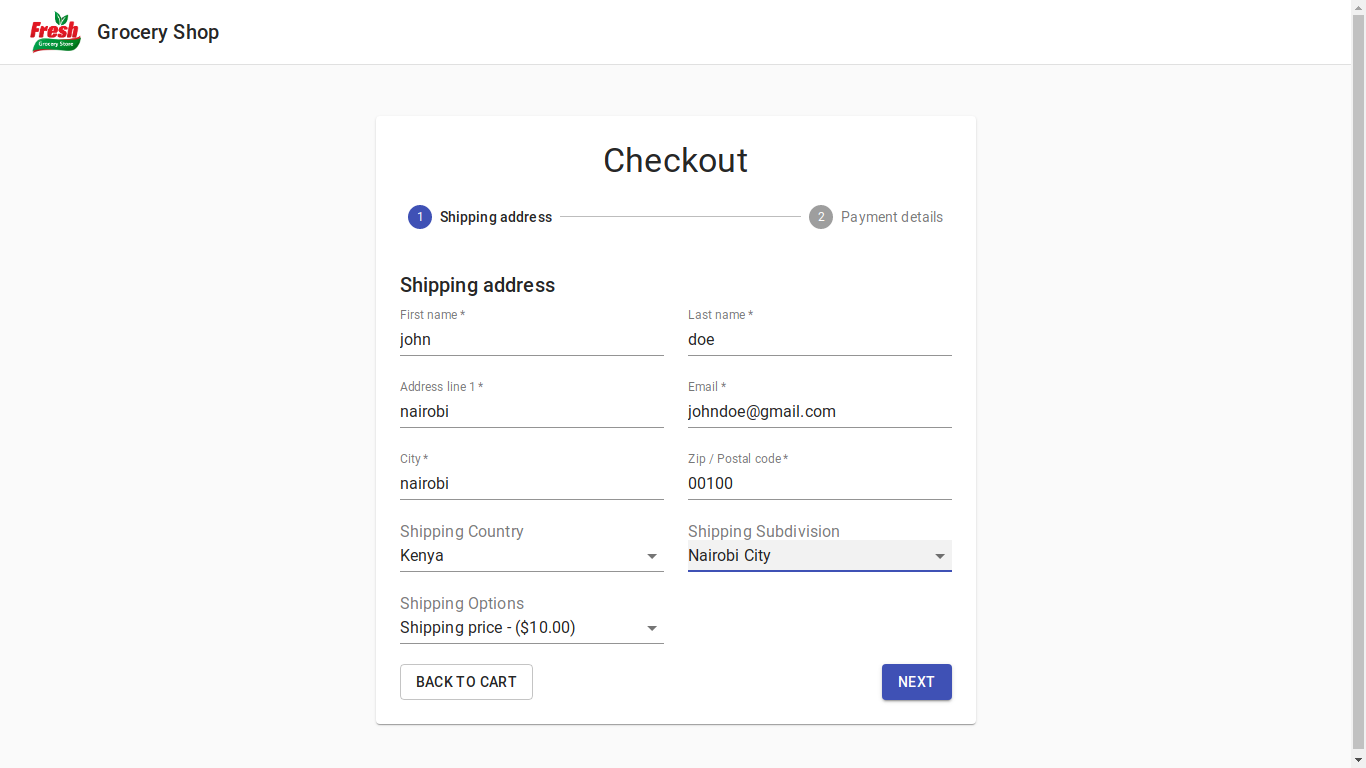 Fresh
Grocery Store
Grocery Shop
Checkout
1 Shipping address 2 Payment details
Shipping address
First name * Last name *
john doe
Address line 1 * Email *
nairobi johndoe@gmail.com
City * Zip / Postal code *
nairobi 00100
Shipping Country Shipping Subdivision
Kenya Nairobi City
Shipping Options
Shipping price - ($10.00)
BACK TO CART NEXT